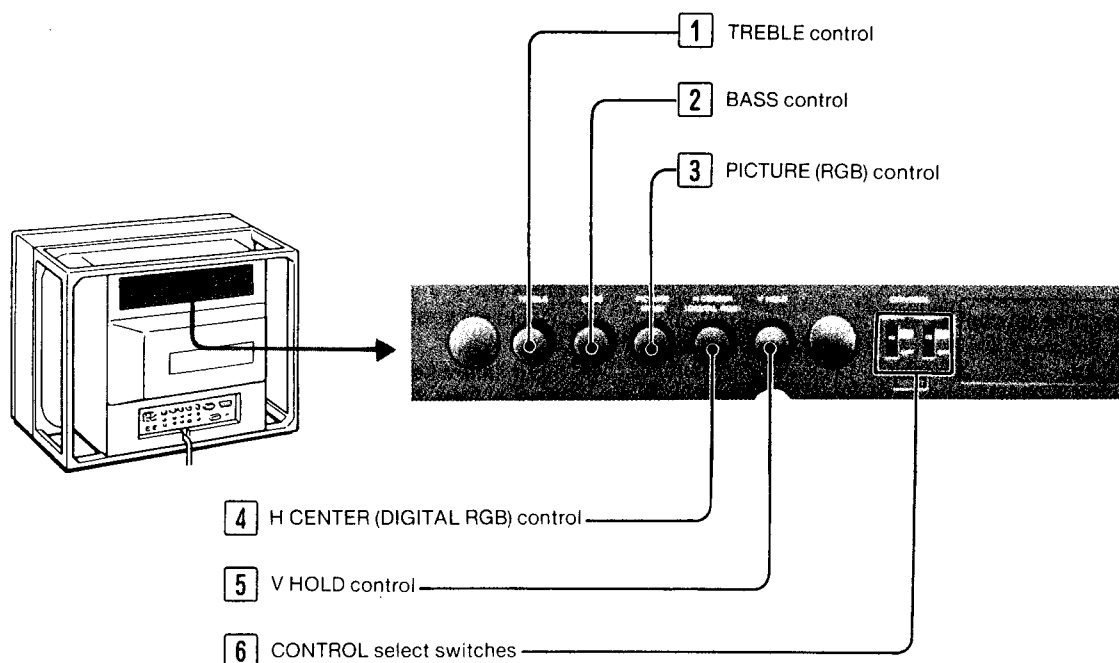 1 TREBLE control
2 BASS control
3 PICTURE (RGB) control
4 H CENTER (DIGITAL RGB) control
5 V HOLD control
6 CONTROL select switches